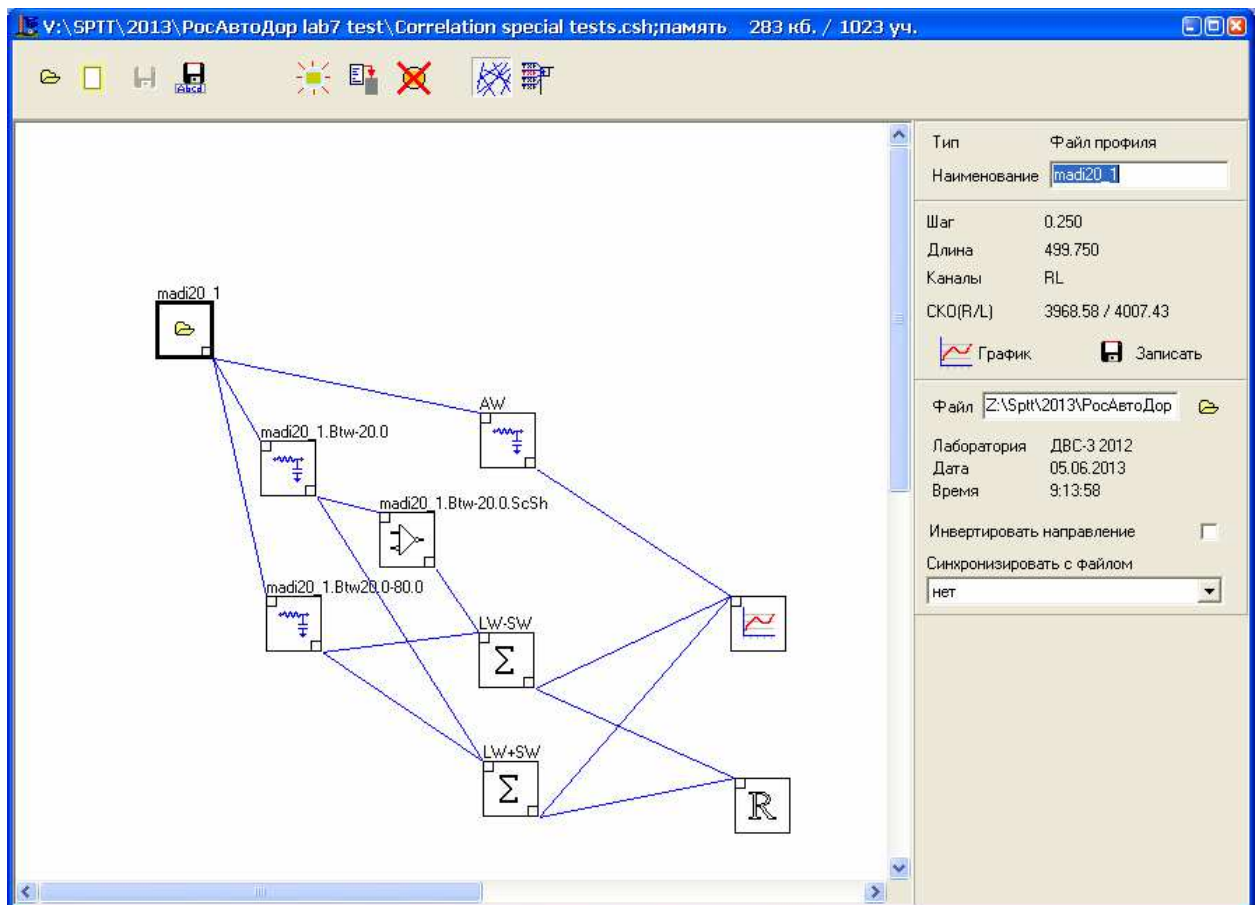 V:\SPTT\2013\РосАвтоДор lab7 test\Correlation special tests.csh;память 283 кб. / 1023 уч.
Abcd
Тип Файл профиля
Наименование madi20_1
Шаг 0.250
Длина 499.750
Каналы RL
СКО(R/L) 3968.58 / 4007.43
График Записать
Файл Z:\Sptt\2013\РосАвтоДор
Лаборатория ДВС-3 2012
Дата 05.06.2013
Время 9:13:58
Инвертировать направление
Синхронизировать с файлом
нет
madi20_1
AW
madi20_1.Btw-20.0
madi20_1.Btw-20.0.ScSh
madi20_1.Btw20.0-80.0
LW-SW
Σ
LW+SW
Σ
ℝ